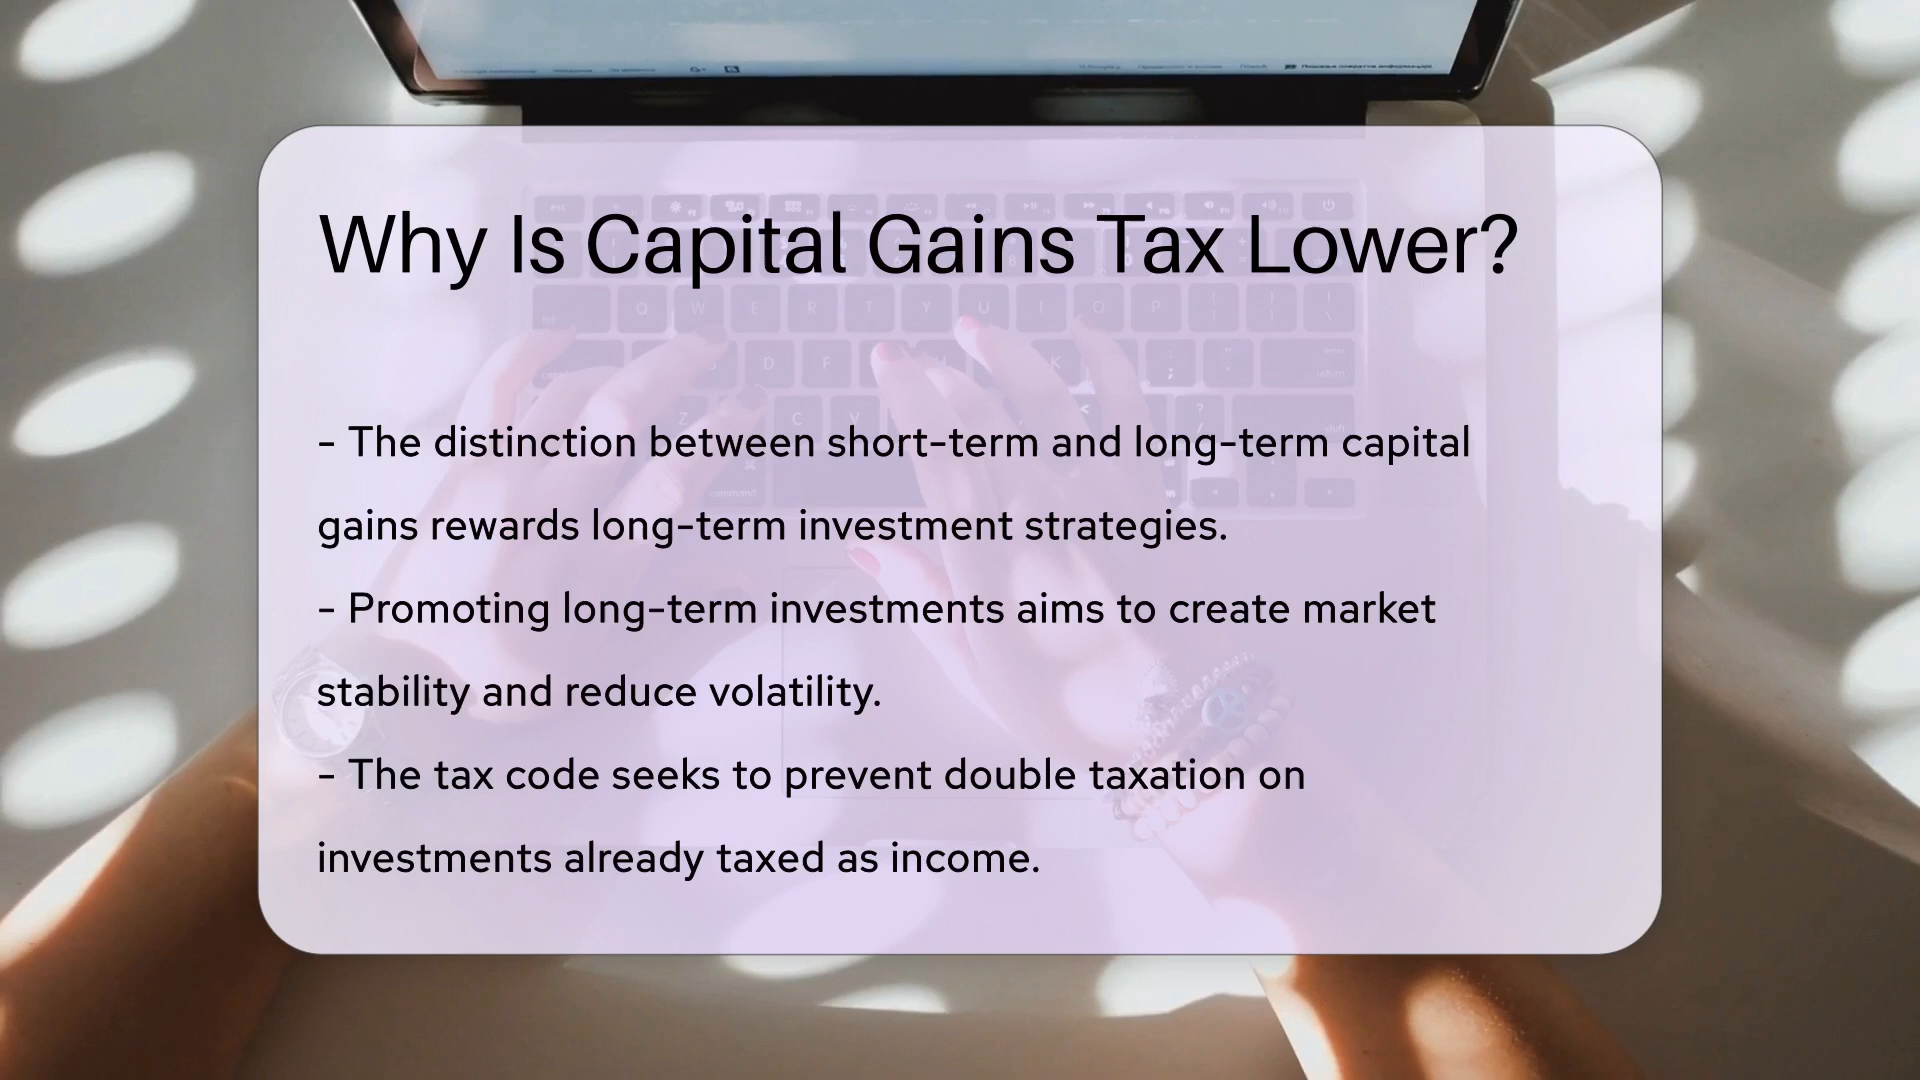 Why Is Capital Gains Tax Lower?
- The distinction between short-term and long-term capital
gains rewards long-term investment strategies.
- Promoting long-term investments aims to create market
stability and reduce volatility.
- The tax code seeks to prevent double taxation on
investments already taxed as income.